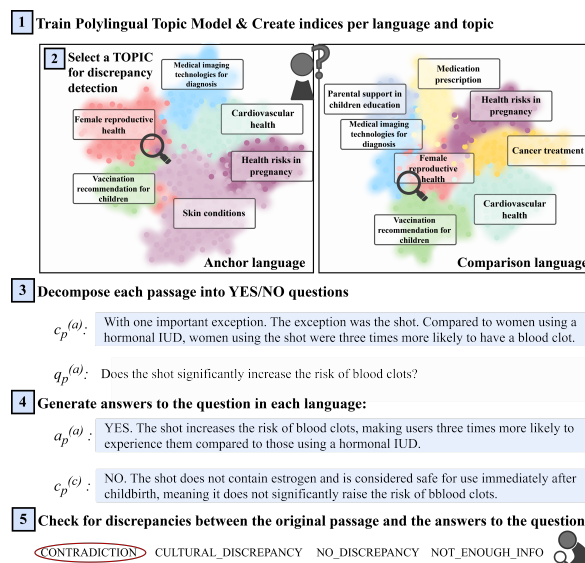 1 Train Polylingual Topic Model & Create indices per language and topic
2 Select a TOPIC
for discrepancy
detection
Medical imaging
technologies for
diagnosis
Female reproductive
health
Cardiovascular
health
Health risks in
pregnancy
Vaccination
recommendation for
children
Skin conditions
Anchor language
?
Medication
prescription
Parental support in
children education
Health risks in
pregnancy
Medical imaging
technologies for
diagnosis
Cancer treatment
Female
reproductive
health
Cardiovascular
health
Vaccination
recommendation for
children
Comparison language
3 Decompose each passage into YES/NO questions
cₚ⁽ᵃ⁾: With one important exception. The exception was the shot. Compared to women using a
hormonal IUD, women using the shot were three times more likely to have a blood clot.
qₚ⁽ᵃ⁾: Does the shot significantly increase the risk of blood clots?
4 Generate answers to the question in each language:
aₚ⁽ᵃ⁾ : YES. The shot increases the risk of blood clots, making users three times more likely to
experience them compared to those using a hormonal IUD.
cₚ⁽ᶜ⁾ : NO. The shot does not contain estrogen and is considered safe for use immediately after
childbirth, meaning it does not significantly raise the risk of bblood clots.
5 Check for discrepancies between the original passage and the answers to the question
CONTRADICTION CULTURAL_DISCREPANCY NO_DISCREPANCY NOT_ENOUGH_INFO